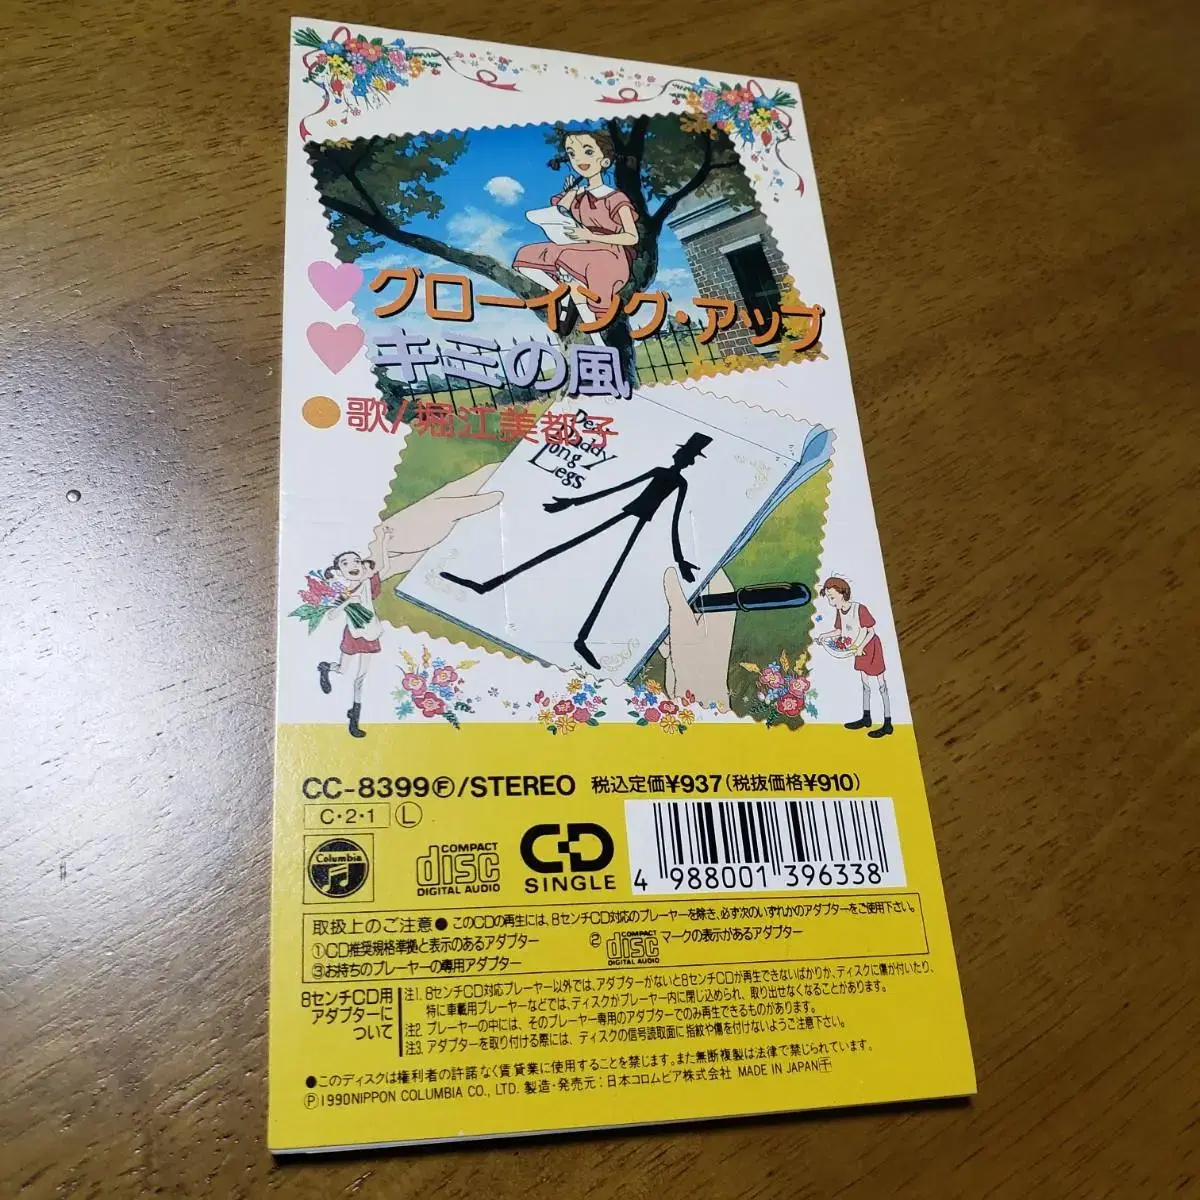 グローイング・アップ
キミの風
歌/堀江美都子
Dear
Daddy
Long
Legs
CC-8399Ⓕ/STEREO 税込定価¥937(税抜価格¥910)
C・2・1 Ⓛ
Columbia
COMPACT
disc
DIGITAL AUDIO
CD
SINGLE
4 988001 396338
取扱上のご注意●このCDの再生には、8センチCD対応のプレーヤーを除き、必ず次のいずれかのアダプターをご使用下さい。
①CD推奨規格準拠と表示のあるアダプター ② COMPACT disc DIGITAL AUDIO マークの表示があるアダプター
③お持ちのプレーヤーの専用アダプター
8センチCD用アダプターについて
注1. 8センチCD対応プレーヤー以外では、アダプターがないと8センチCDが再生できないばかりか、ディスクに傷が付いたり、
特に車載用プレーヤーなどでは、ディスクがプレーヤー内に閉じ込められ、取り出せなくなることがあります。
注2. プレーヤーの中には、そのプレーヤー専用のアダプターでのみ再生できるものがあります。
注3. アダプターを取り付ける際には、ディスクの信号読取面に指紋や傷を付けないようご注意下さい。
●このディスクは権利者の許諾なく賃貸業に使用することを禁じます。また無断複製は法律で禁じられています。
Ⓟ1990NIPPON COLUMBIA CO., LTD. 製造・発売元:日本コロムビア株式会社 MADE IN JAPAN 干